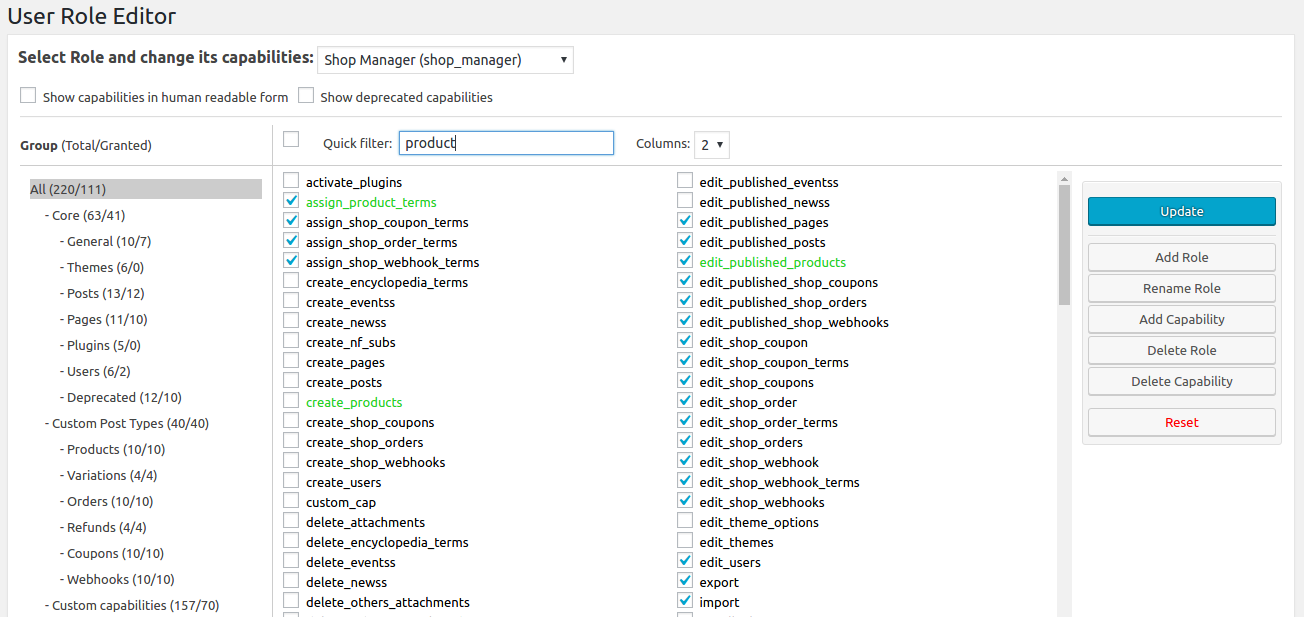 User Role Editor
Select Role and change its capabilities: Shop Manager (shop_manager)
Show capabilities in human readable form Show deprecated capabilities
Group (Total/Granted)
Quick filter: product Columns: 2
All (220/111)
- Core (63/41)
- General (10/7)
- Themes (6/0)
- Posts (13/12)
- Pages (11/10)
- Plugins (5/0)
- Users (6/2)
- Deprecated (12/10)
- Custom Post Types (40/40)
- Products (10/10)
- Variations (4/4)
- Orders (10/10)
- Refunds (4/4)
- Coupons (10/10)
- Webhooks (10/10)
- Custom capabilities (157/70)
activate_plugins
assign_product_terms
assign_shop_coupon_terms
assign_shop_order_terms
assign_shop_webhook_terms
create_encyclopedia_terms
create_eventss
create_newss
create_nf_subs
create_pages
create_posts
create_products
create_shop_coupons
create_shop_orders
create_shop_webhooks
create_users
custom_cap
delete_attachments
delete_encyclopedia_terms
delete_eventss
delete_newss
delete_others_attachments
edit_published_eventss
edit_published_newss
edit_published_pages
edit_published_posts
edit_published_products
edit_published_shop_coupons
edit_published_shop_orders
edit_published_shop_webhooks
edit_shop_coupon
edit_shop_coupon_terms
edit_shop_coupons
edit_shop_order
edit_shop_order_terms
edit_shop_orders
edit_shop_webhook
edit_shop_webhook_terms
edit_shop_webhooks
edit_theme_options
edit_themes
edit_users
export
import
Update
Add Role
Rename Role
Add Capability
Delete Role
Delete Capability
Reset